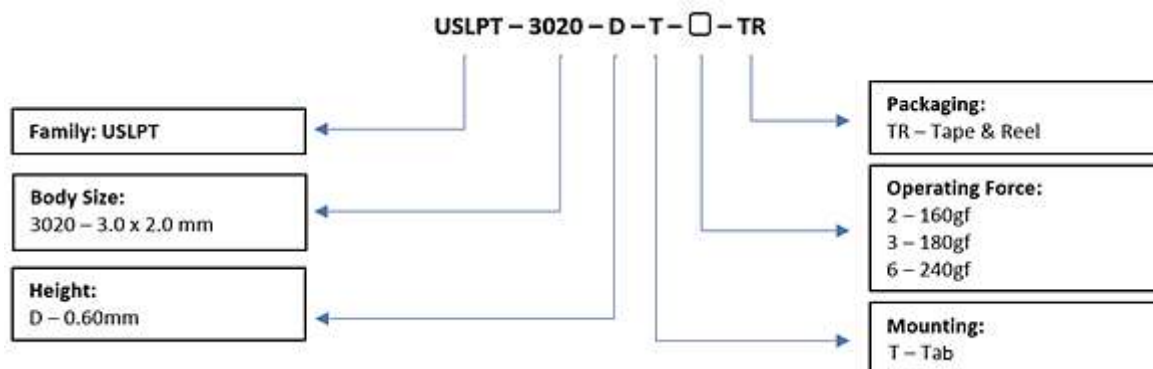 USLPT – 3020 – D – T – ☐ – TR
Family: USLPT
Body Size:
3020 – 3.0 x 2.0 mm
Height:
D – 0.60mm
Packaging:
TR – Tape & Reel
Operating Force:
2 – 160gf
3 – 180gf
6 – 240gf
Mounting:
T – Tab